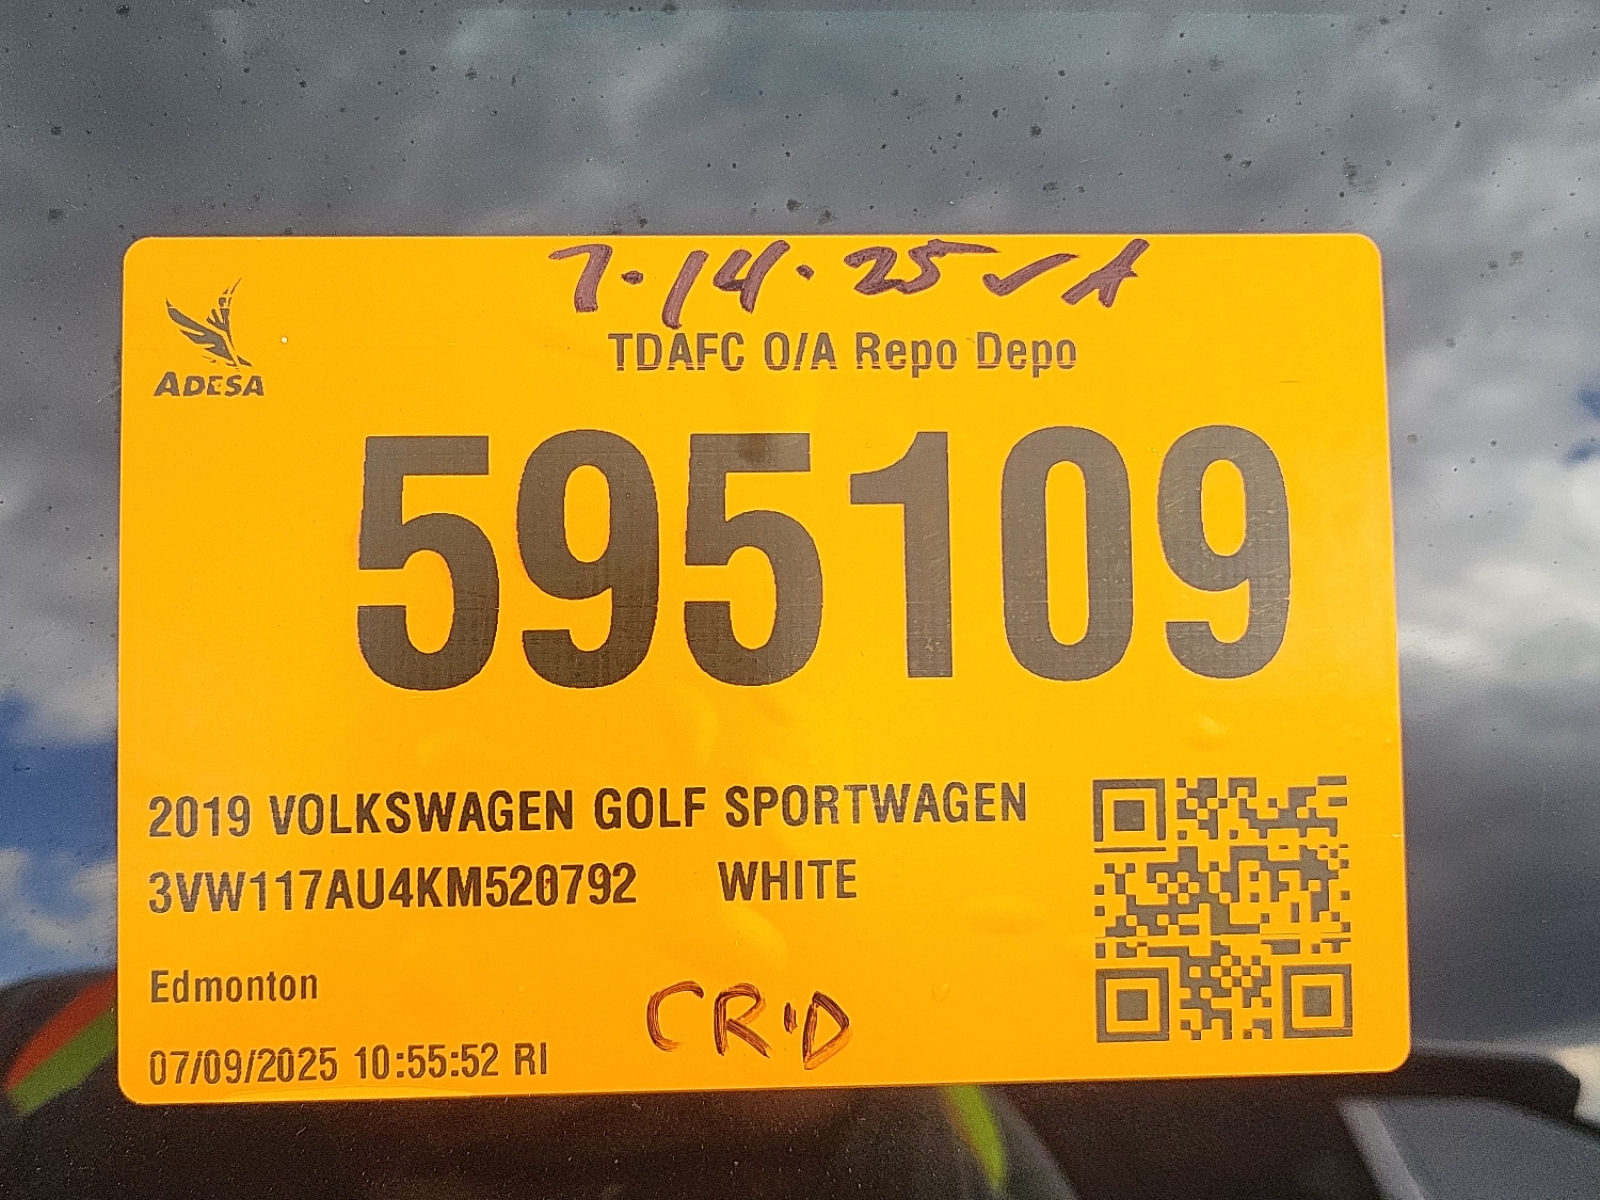 7·14·25 ✓ A
TDAFC O/A Repo Depo
ADESA
595109
2019 VOLKSWAGEN GOLF SPORTWAGEN
3VW117AU4KM520792 WHITE
Edmonton
CR·D
07/09/2025 10:55:52 RI